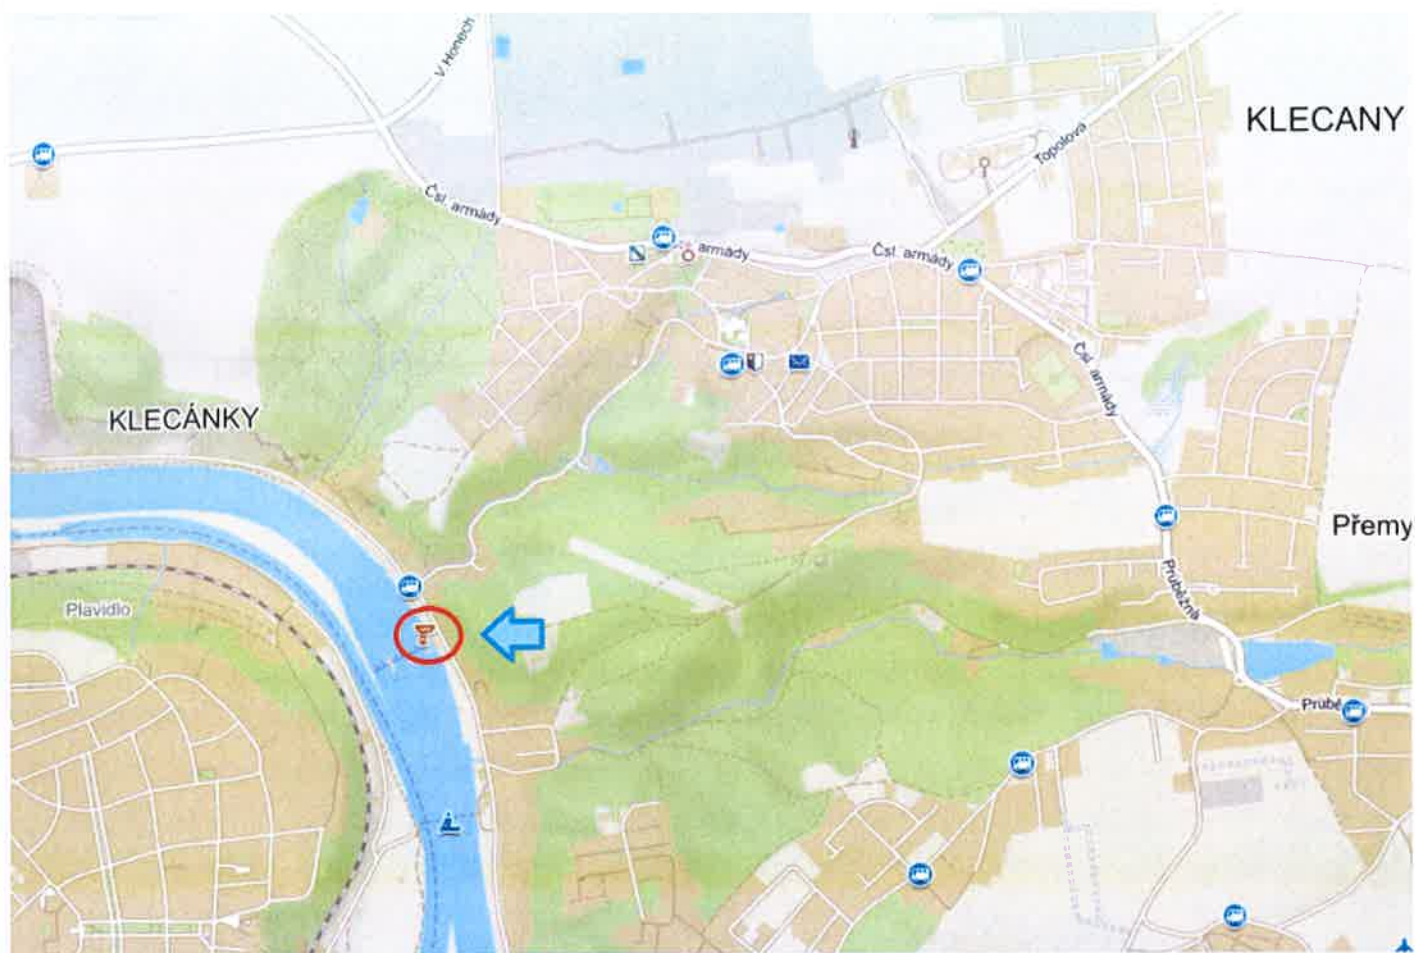 V Honech
KLECANY
Topolová
Čsl. armády
armády
Čsl. armády
Čsl. armády
KLECÁNKY
Přemy
Průběžná
Plavidlo
Průbě